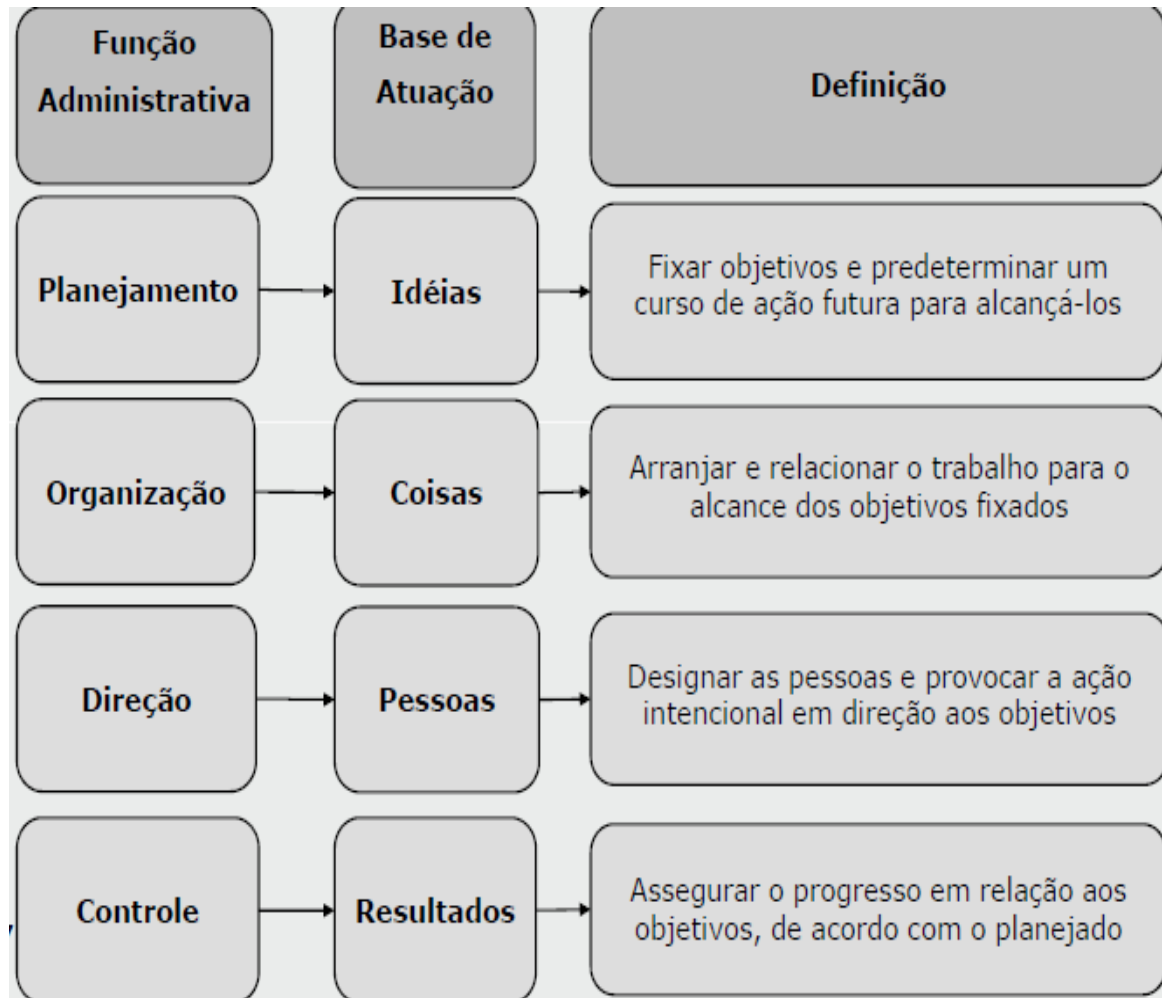 Função
Administrativa
Base de
Atuação
Definição
Planejamento
Idéias
Fixar objetivos e predeterminar um
curso de ação futura para alcançá-los
Organização
Coisas
Arranjar e relacionar o trabalho para o
alcance dos objetivos fixados
Direção
Pessoas
Designar as pessoas e provocar a ação
intencional em direção aos objetivos
Controle
Resultados
Assegurar o progresso em relação aos
objetivos, de acordo com o planejado